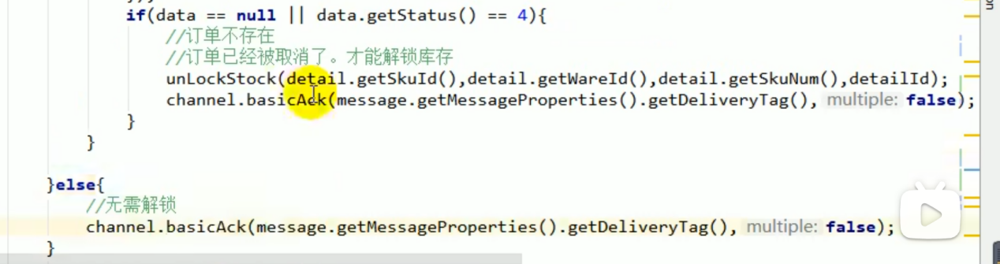 if(data == null || data.getStatus() == 4){
//订单不存在
//订单已经被取消了。才能解锁库存
unLockStock(detail.getSkuId(),detail.getWareId(),detail.getSkuNum(),detailId);
channel.basicAck(message.getMessageProperties().getDeliveryTag(), multiple: false);
}
}
}else{
//无需解锁
channel.basicAck(message.getMessageProperties().getDeliveryTag(), multiple: false);
}